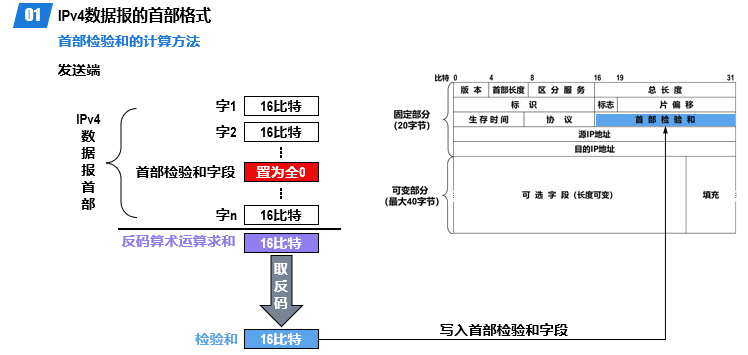 01 IPv4数据报的首部格式
首部检验和的计算方法
发送端
IPv4数据报首部
字1 16比特
字2 16比特
首部检验和字段 置为全0
字n 16比特
反码算术运算求和 16比特
取反码
检验和 16比特
写入首部检验和字段
比特 0 4 8 16 19 31
固定部分
(20字节)
版本 首部长度 区分服务 总长度
标识 标志 片偏移
生存时间 协议 首部检验和
源IP地址
目的IP地址
可变部分
(最大40字节)
可选字段(长度可变) 填充